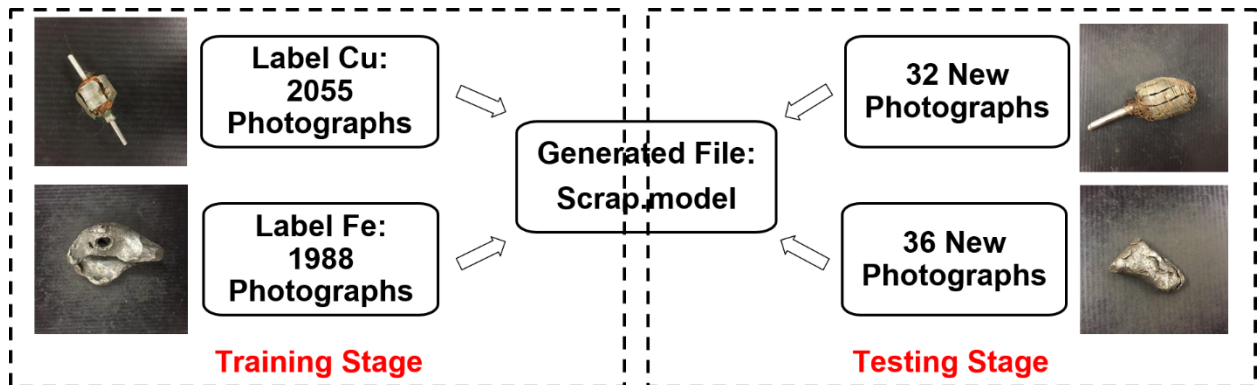 Label Cu:
2055
Photographs
Label Fe:
1988
Photographs
Training Stage
Generated File:
Scrap.model
32 New
Photographs
36 New
Photographs
Testing Stage